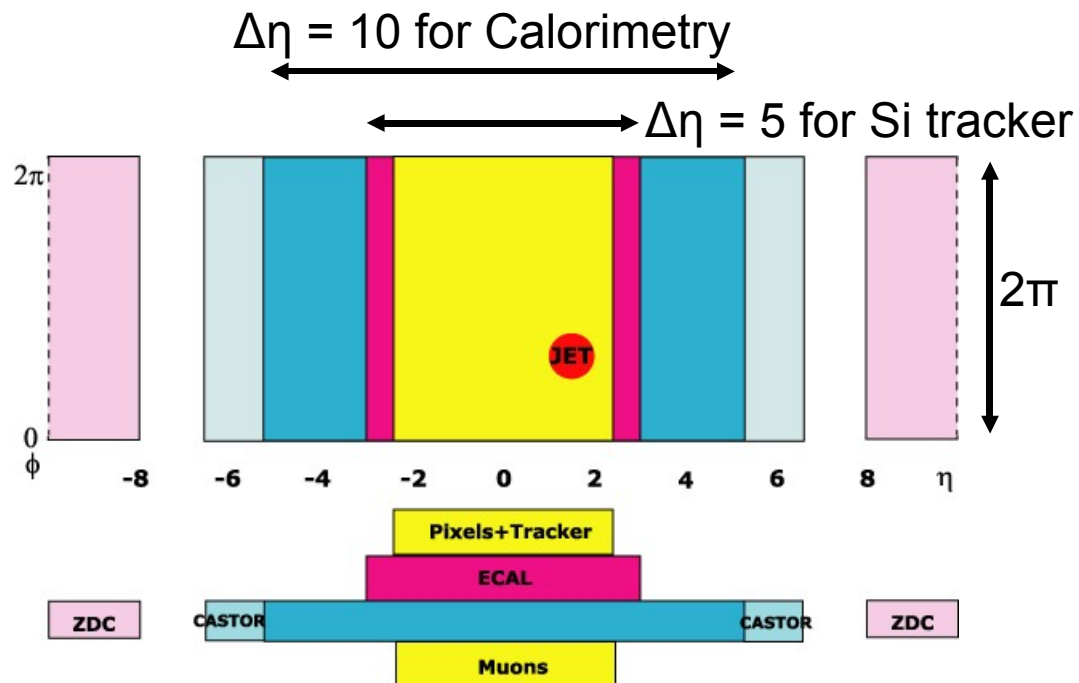 Δη = 10 for Calorimetry
Δη = 5 for Si tracker
2π
JET
2π
0
ϕ
-8 -6 -4 -2 0 2 4 6 8 η
Pixels+Tracker
ECAL
ZDC CASTOR CASTOR ZDC
Muons